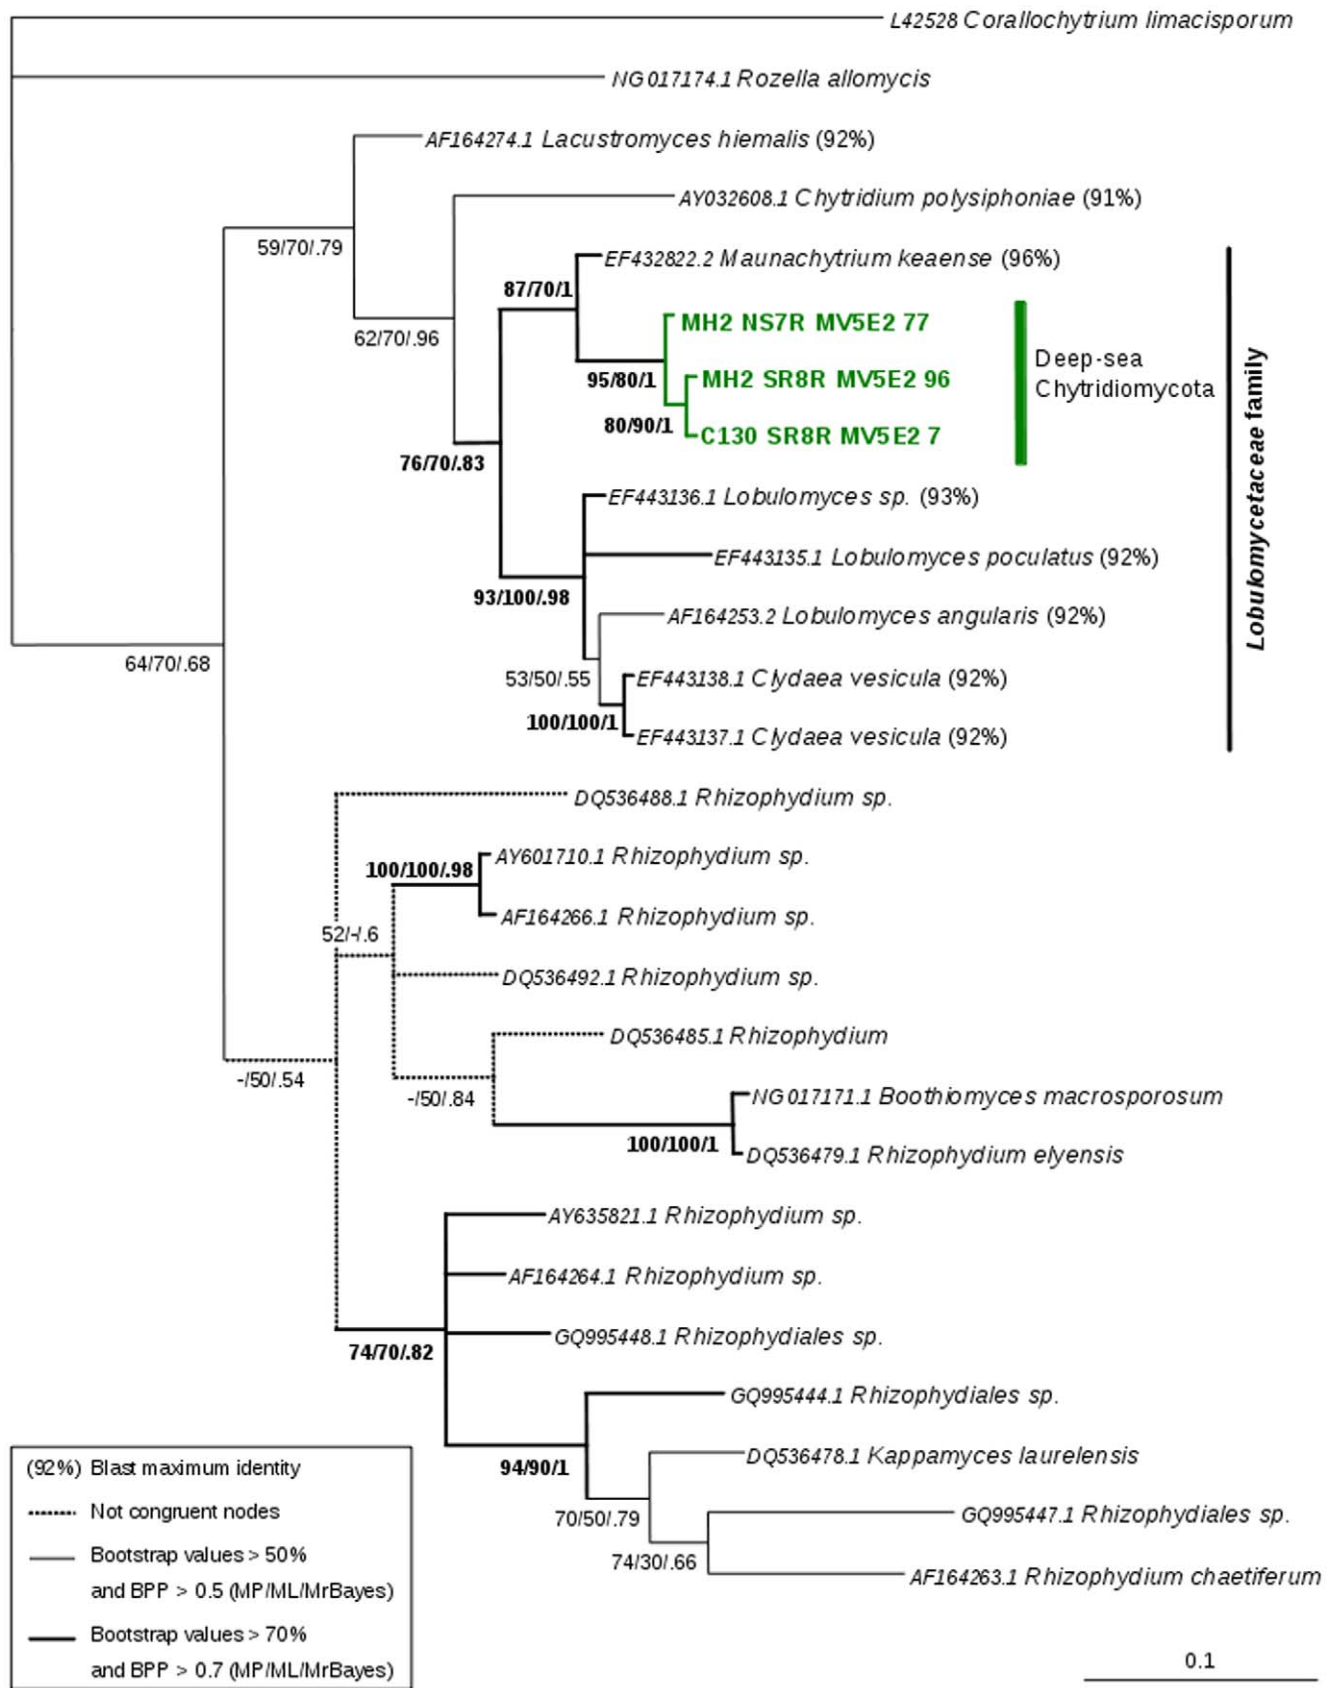 L42528 Corallochytrium limacisporum
NG017174.1 Rozella allomycis
AF164274.1 Lacustromyces hiemalis (92%)
AY032608.1 Chytridium polysiphoniae (91%)
59/70/.79
EF432822.2 Maunachytrium keaense (96%)
87/70/1
MH2 NS7R MV5E2 77
62/70/.96
Deep-sea
Chytridiomycota
95/80/1
MH2 SR8R MV5E2 96
80/90/1
C130 SR8R MV5E2 7
Lobulomycetaceae family
76/70/.83
EF443136.1 Lobulomyces sp. (93%)
EF443135.1 Lobulomyces poculatus (92%)
93/100/.98
AF164253.2 Lobulomyces angularis (92%)
64/70/.68
53/50/.55
EF443138.1 Clydaea vesicula (92%)
100/100/1
EF443137.1 Clydaea vesicula (92%)
DQ536488.1 Rhizophydium sp.
AY601710.1 Rhizophydium sp.
100/100/.98
AF164266.1 Rhizophydium sp.
52/-/.6
DQ536492.1 Rhizophydium sp.
DQ536485.1 Rhizophydium
-/50/.54
-/50/.84
NG017171.1 Boothiomyces macrosporosum
100/100/1
DQ536479.1 Rhizophydium elyensis
AY635821.1 Rhizophydium sp.
AF164264.1 Rhizophydium sp.
GQ995448.1 Rhizophydiales sp.
74/70/.82
GQ995444.1 Rhizophydiales sp.
DQ536478.1 Kappamyces laurelensis
94/90/1
70/50/.79
GQ995447.1 Rhizophydiales sp.
74/30/.66
AF164263.1 Rhizophydium chaetiferum
(92%) Blast maximum identity
Not congruent nodes
Bootstrap values > 50%
and BPP > 0.5 (MP/ML/MrBayes)
Bootstrap values > 70%
and BPP > 0.7 (MP/ML/MrBayes)
0.1